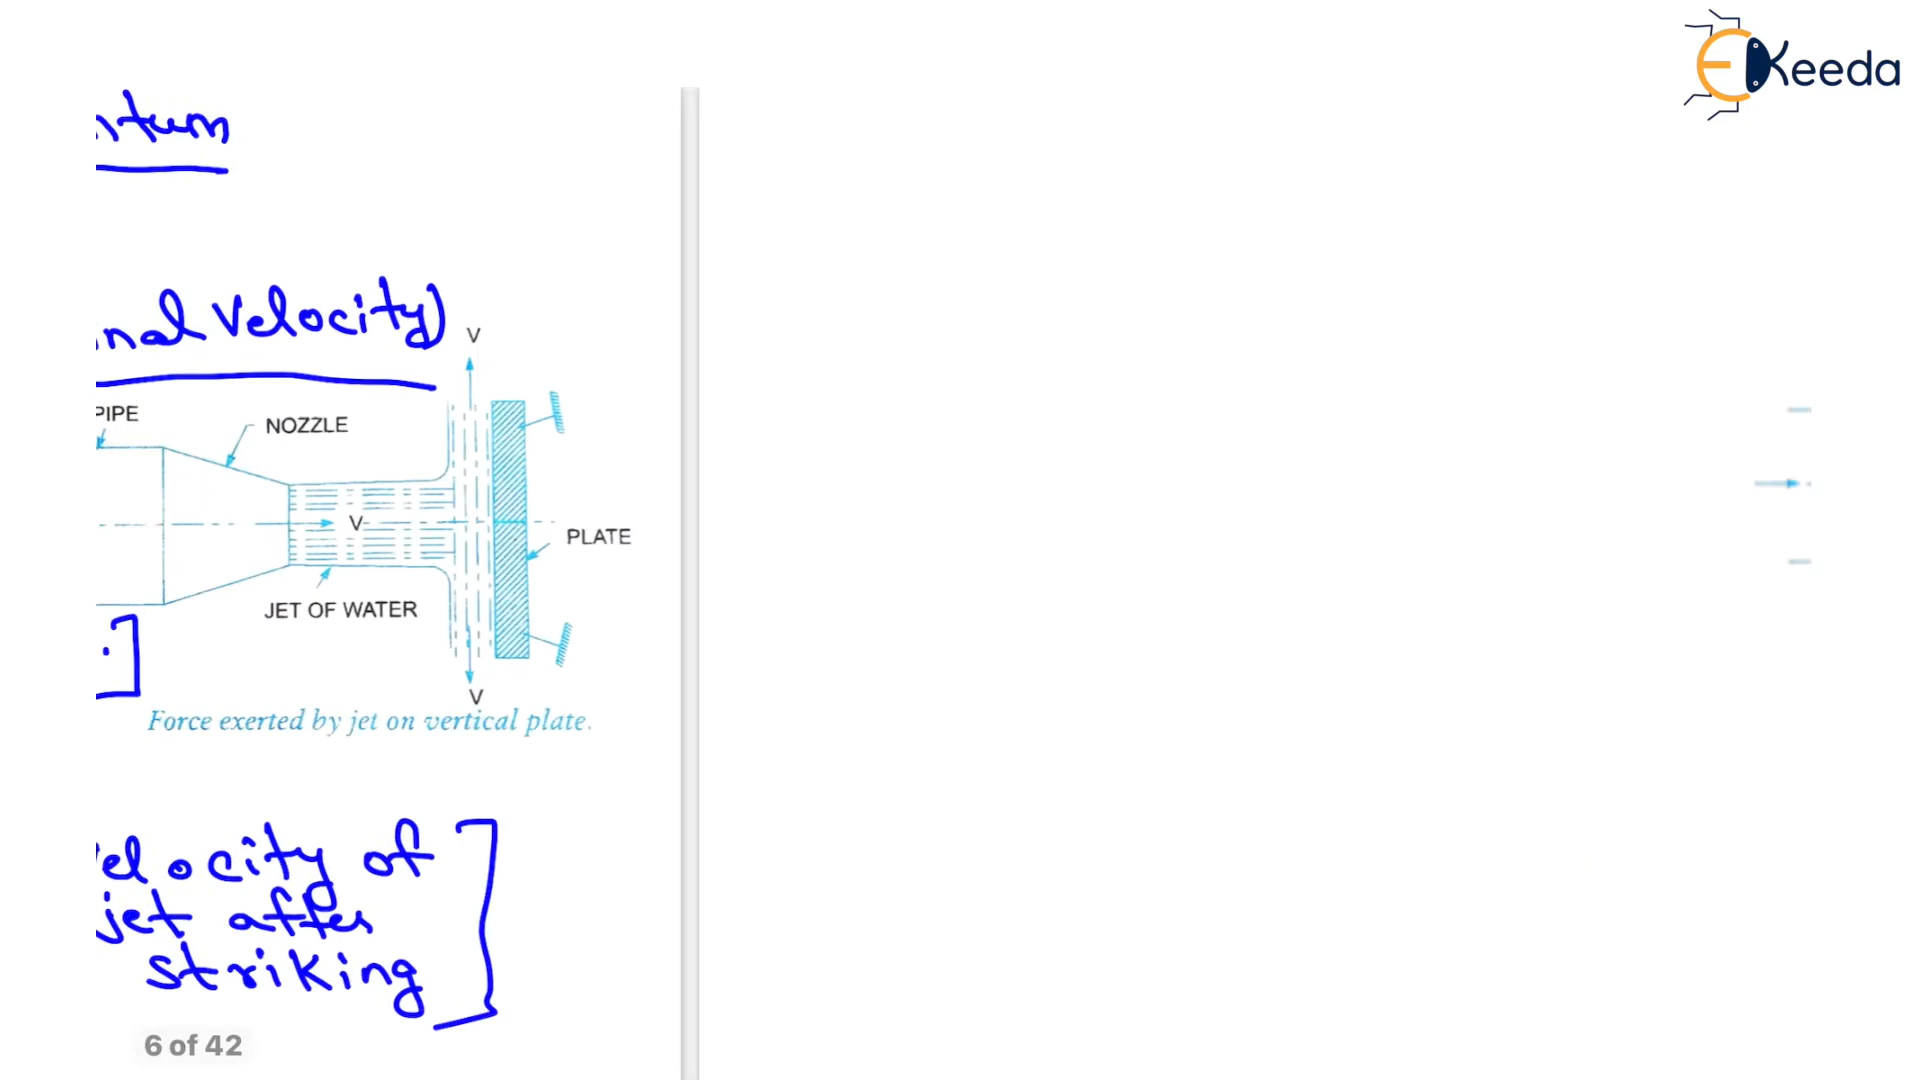 EKeeda
ntum
nal Velocity)
V
PIPE
NOZZLE
V
PLATE
JET OF WATER
V
Force exerted by jet on vertical plate.
elocity of
jet after
striking
6 of 42